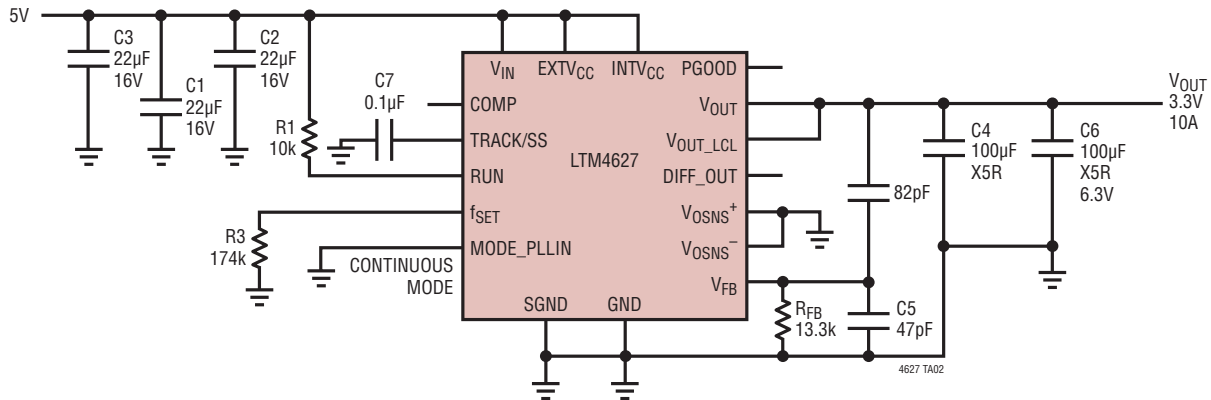 5V
C3
22µF
16V
C1
22µF
16V
C2
22µF
16V
R1
10k
C7
0.1µF
R3
174k
CONTINUOUS
MODE
VIN
EXTVCC
INTVCC
PGOOD
COMP
VOUT
TRACK/SS
VOUT_LCL
LTM4627
RUN
DIFF_OUT
fSET
VOSNS+
MODE_PLLIN
VOSNS−
VFB
SGND
GND
82pF
RFB
13.3k
C5
47pF
C4
100µF
X5R
C6
100µF
X5R
6.3V
VOUT
3.3V
10A
4627 TA02